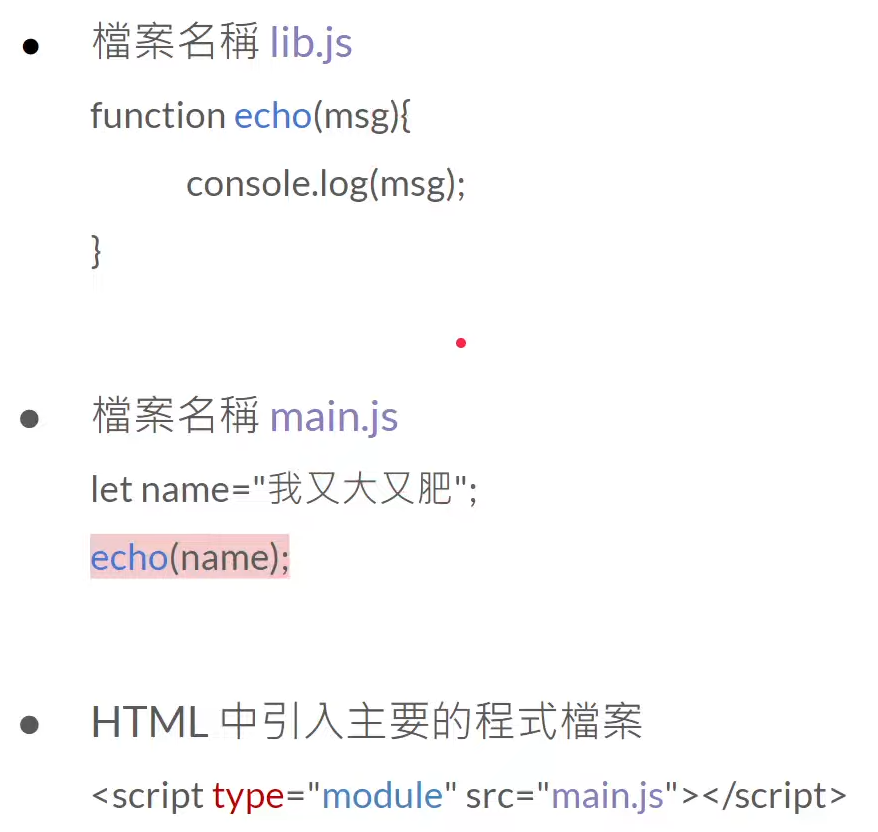 檔案名稱 lib.js
function echo(msg){
console.log(msg);
}
檔案名稱 main.js
let name="我又大又肥";
echo(name);
HTML 中引入主要的程式檔案
<script type="module" src="main.js"></script>